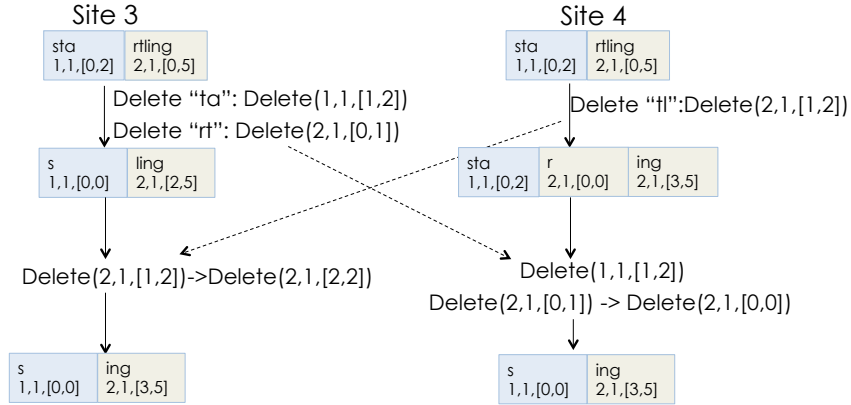 Site 3
Site 4
sta rtling
1,1,[0,2] 2,1,[0,5]
sta rtling
1,1,[0,2] 2,1,[0,5]
Delete “ta”: Delete(1,1,[1,2])
Delete “rt”: Delete(2,1,[0,1])
Delete “tl”:Delete(2,1,[1,2])
s ling
1,1,[0,0] 2,1,[2,5]
sta r ing
1,1,[0,2] 2,1,[0,0] 2,1,[3,5]
Delete(2,1,[1,2])->Delete(2,1,[2,2])
Delete(1,1,[1,2])
Delete(2,1,[0,1]) -> Delete(2,1,[0,0])
s ing
1,1,[0,0] 2,1,[3,5]
s ing
1,1,[0,0] 2,1,[3,5]